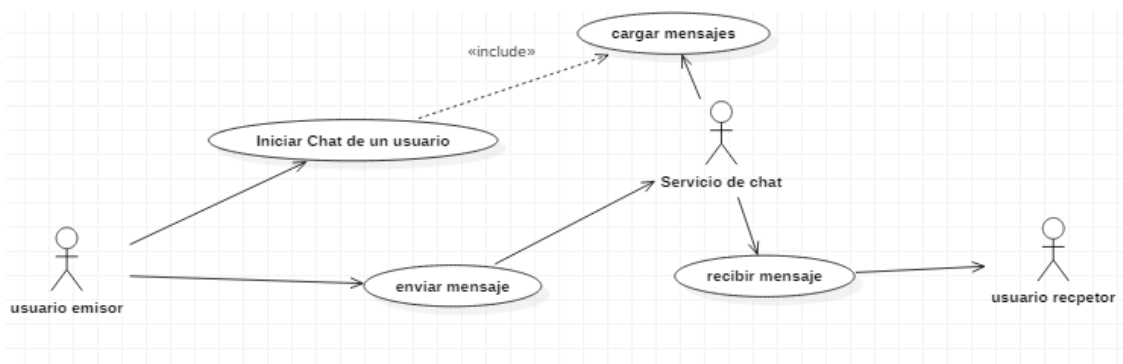 cargar mensajes
«include»
Iniciar Chat de un usuario
Servicio de chat
usuario emisor
enviar mensaje
recibir mensaje
usuario recpetor